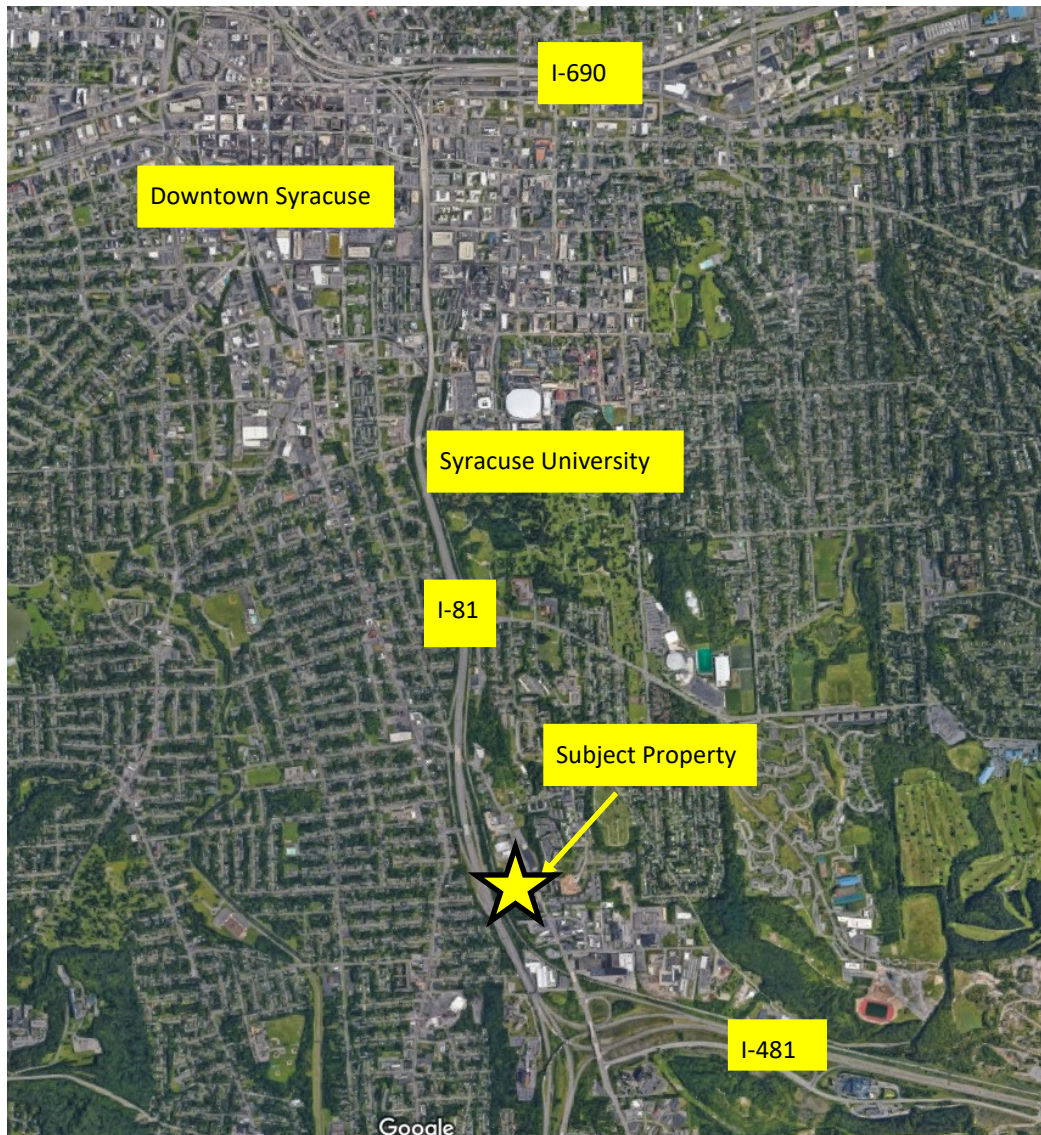 I-690
Downtown Syracuse
Syracuse University
I-81
Subject Property
I-481
Google